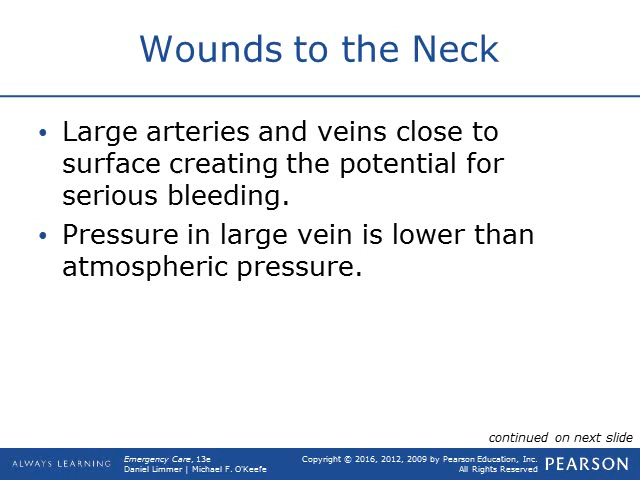 Wounds to the Neck
• Large arteries and veins close to
surface creating the potential for
serious bleeding.
• Pressure in large vein is lower than
atmospheric pressure.
continued on next slide
ALWAYS LEARNING
Emergency Care, 13e
Daniel Limmer | Michael F. O'Keefe
Copyright © 2016, 2012, 2009 by Pearson Education, Inc.
All Rights Reserved
PEARSON